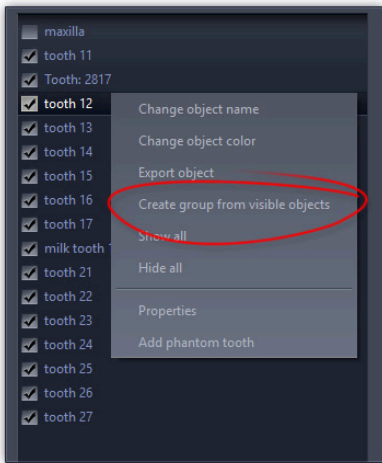 maxilla
tooth 11
Tooth: 2817
tooth 12
tooth 13
tooth 14
tooth 15
tooth 16
tooth 17
milk tooth
tooth 21
tooth 22
tooth 23
tooth 24
tooth 25
tooth 26
tooth 27
Change object name
Change object color
Export object
Create group from visible objects
Show all
Hide all
Properties
Add phantom tooth